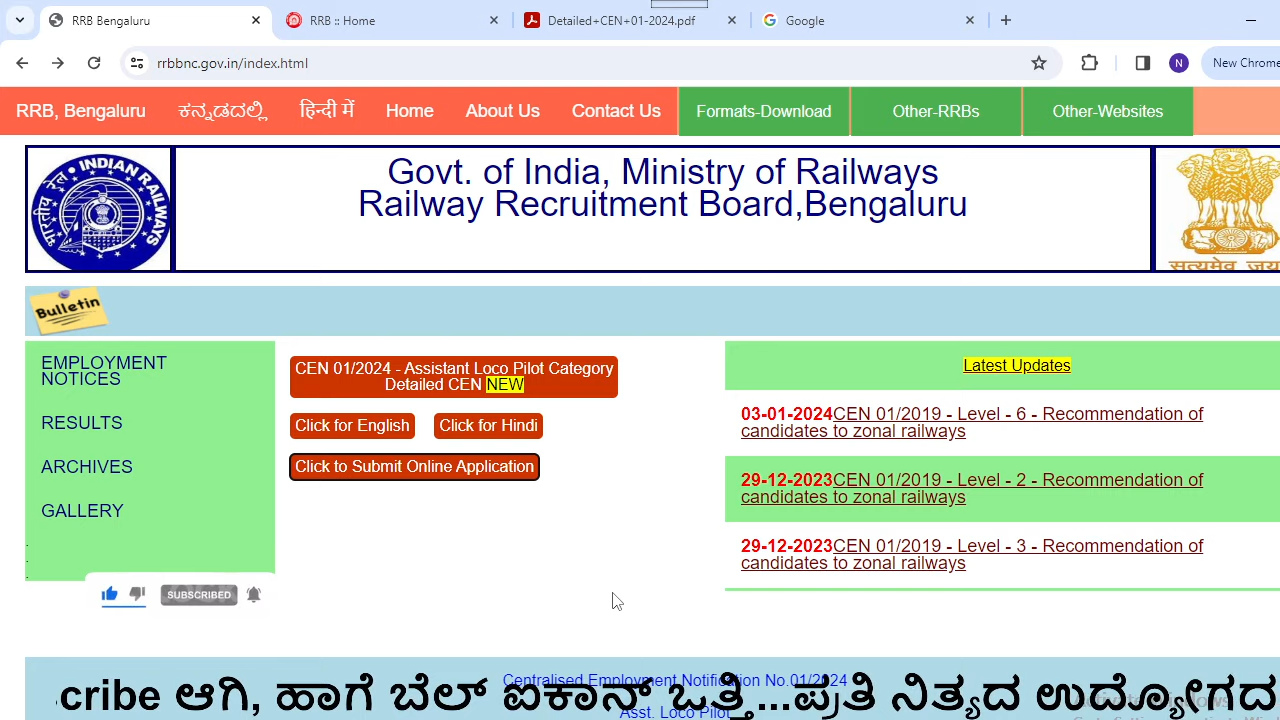 RRB Bengaluru
RRB :: Home
Detailed+CEN+01-2024.pdf
Google
rrbbnc.gov.in/index.html
N
New Chrome
RRB, Bengaluru
ಕನ್ನಡದಲ್ಲಿ
हिन्दी में
Home
About Us
Contact Us
Formats-Download
Other-RRBs
Other-Websites
INDIAN RAILWAYS
भारतीय रेल
Govt. of India, Ministry of Railways
Railway Recruitment Board,Bengaluru
सत्यमेव जय
Bulletin
EMPLOYMENT
NOTICES
RESULTS
ARCHIVES
GALLERY
CEN 01/2024 - Assistant Loco Pilot Category
Detailed CEN NEW
Click for English
Click for Hindi
Click to Submit Online Application
Latest Updates
03-01-2024CEN 01/2019 - Level - 6 - Recommendation of
candidates to zonal railways
29-12-2023CEN 01/2019 - Level - 2 - Recommendation of
candidates to zonal railways
29-12-2023CEN 01/2019 - Level - 3 - Recommendation of
candidates to zonal railways
SUBSCRIBED
Centralised Employment Notification No.01/2024
cribe ಆಗಿ, ಹಾಗೆ ಬೆಲ್ ಐಕಾನ್ ಒತ್ತಿ...ಪ್ರತಿ ನಿತ್ಯದ ಉದ್ಯೋಗದ
Asst. Loco Pilot